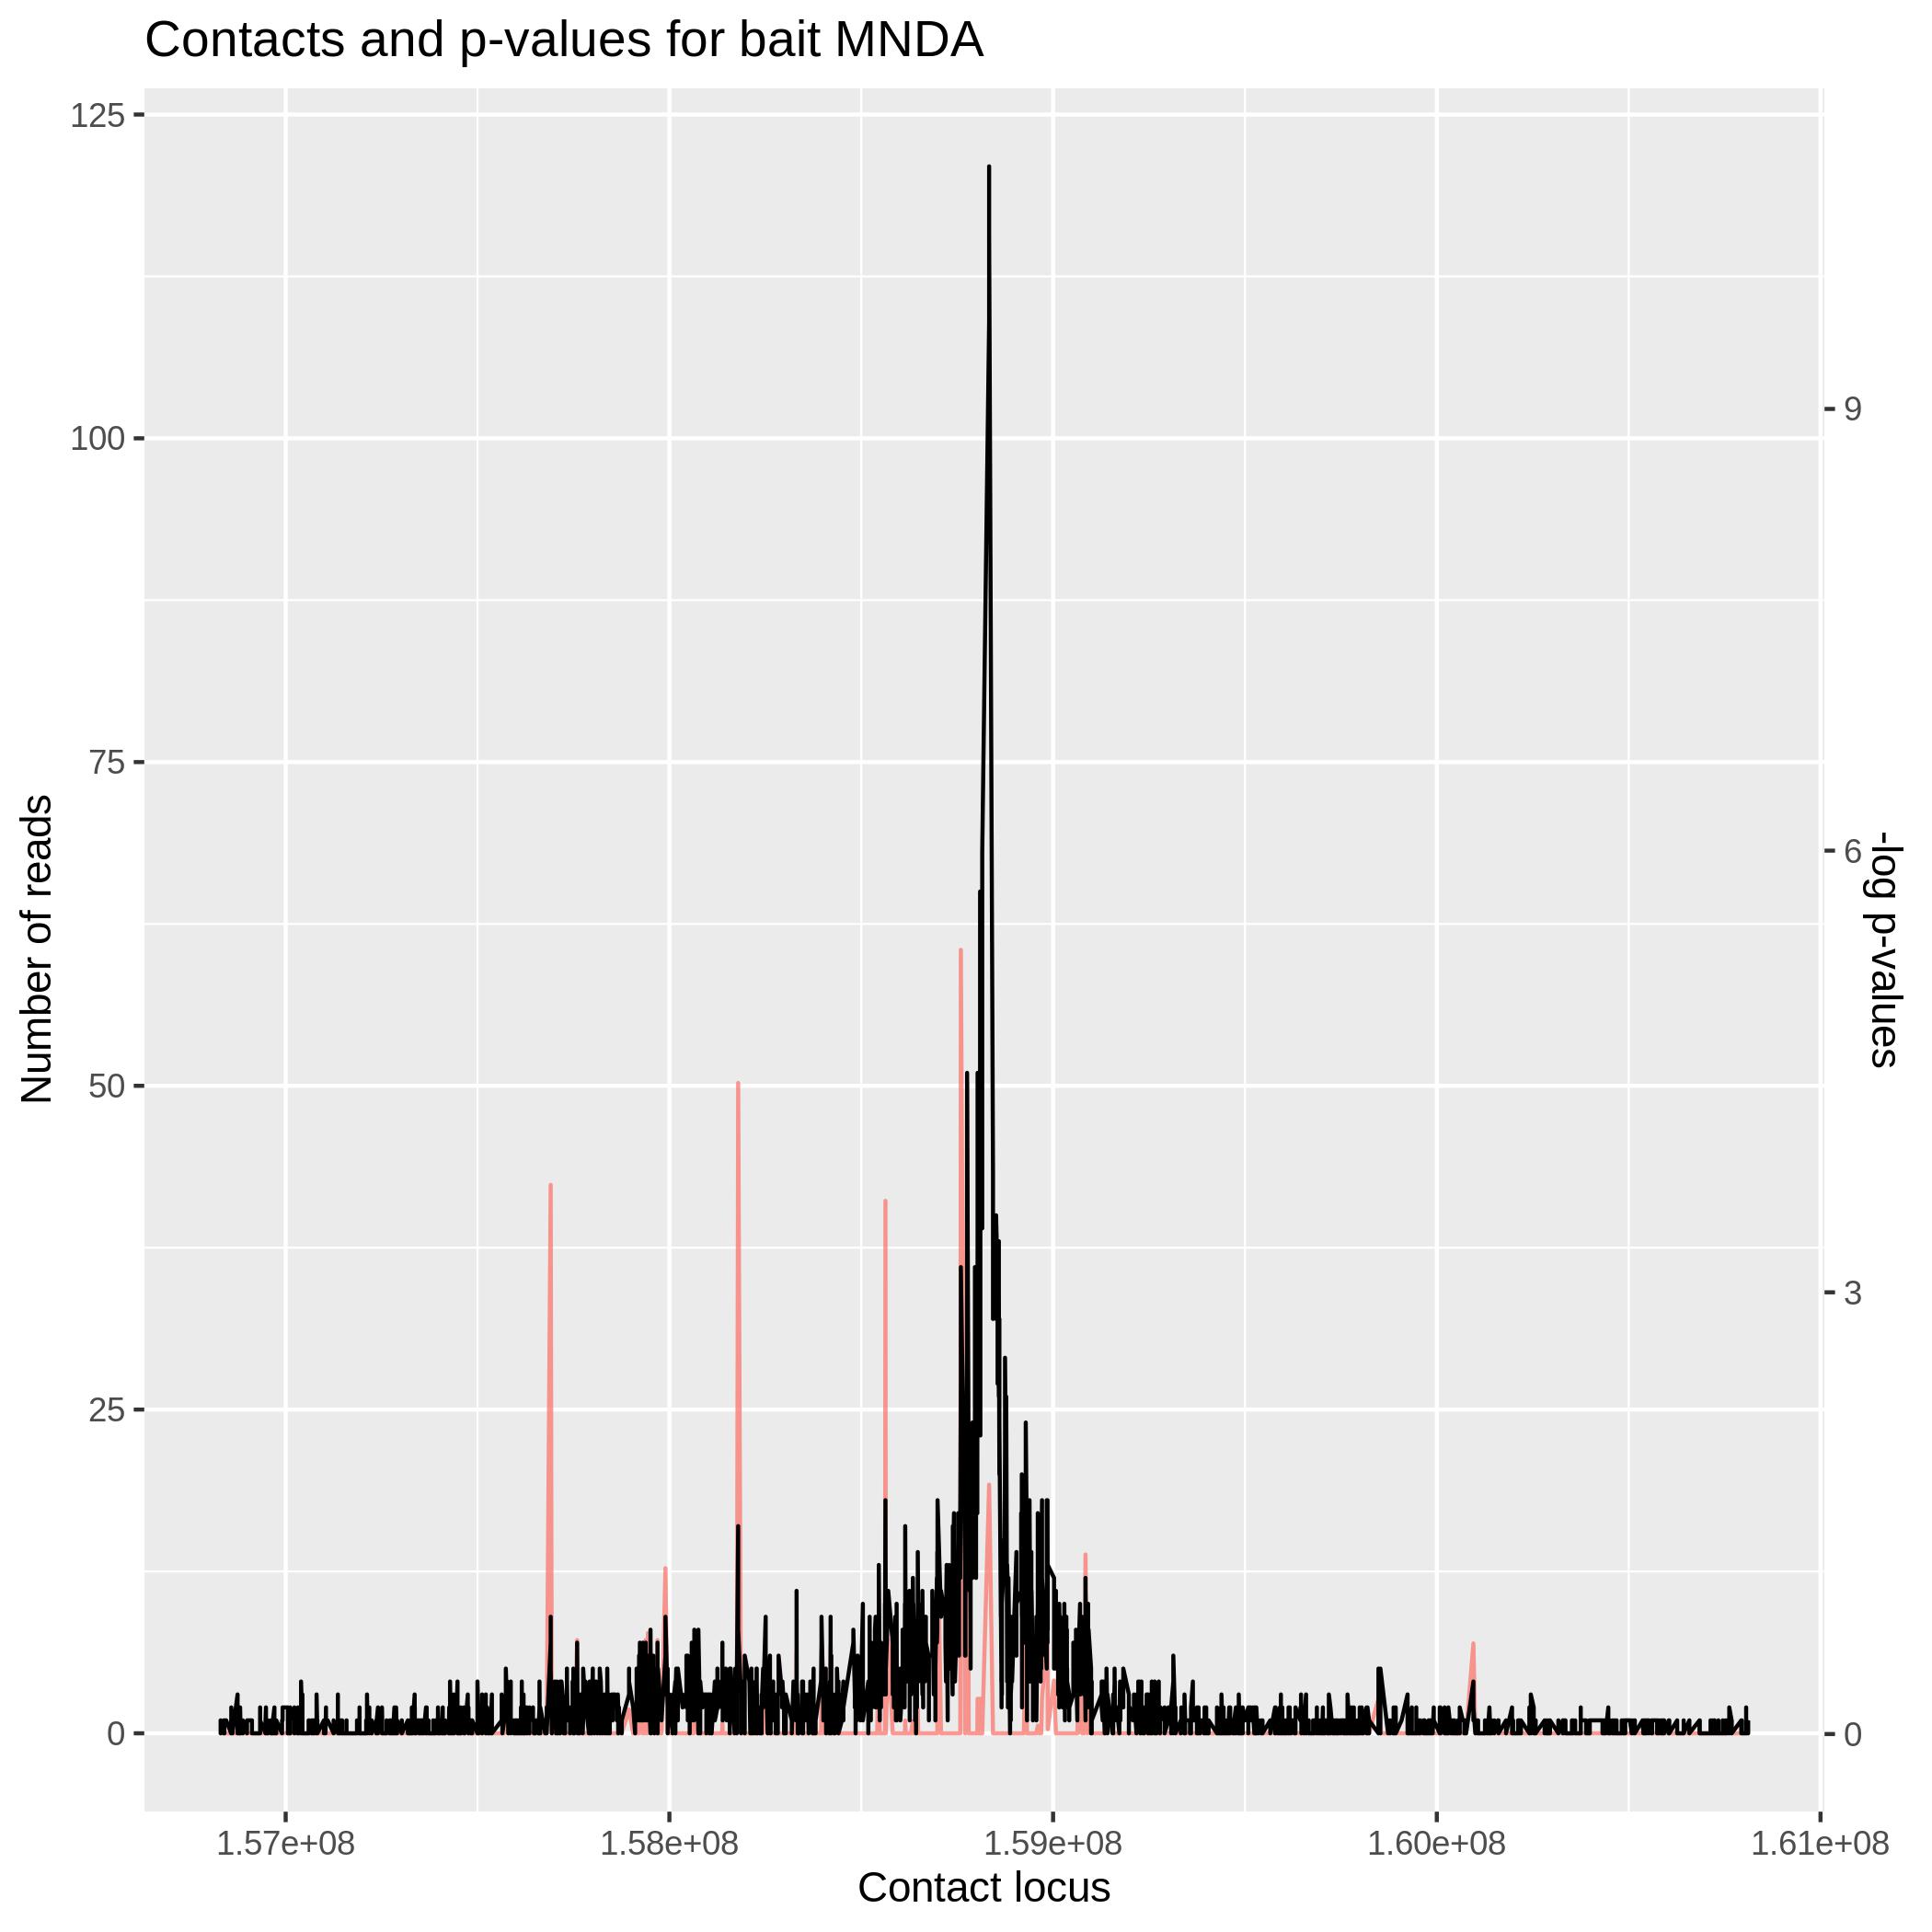 Contacts and p-values for bait MNDA
125
100
75
50
25
0
Number of reads
9
6
3
0
-log p-values
1.57e+08 1.58e+08 1.59e+08 1.60e+08 1.61e+08
Contact locus